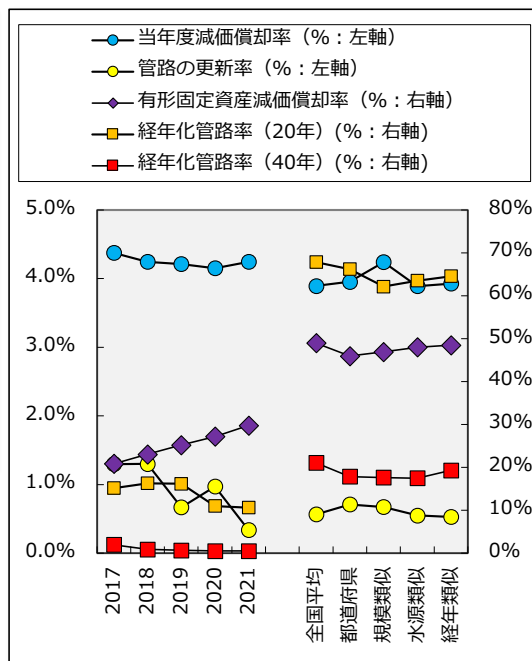 当年度減価償却率（%：左軸）
管路の更新率（%：左軸）
有形固定資産減価償却率（%：右軸）
経年化管路率（20年）(%：右軸)
経年化管路率（40年）(%：右軸)
5.0%
4.0%
3.0%
2.0%
1.0%
0.0%
80%
70%
60%
50%
40%
30%
20%
10%
0%
2017
2018
2019
2020
2021
全国平均
都道府県
規模類似
水源類似
経年類似